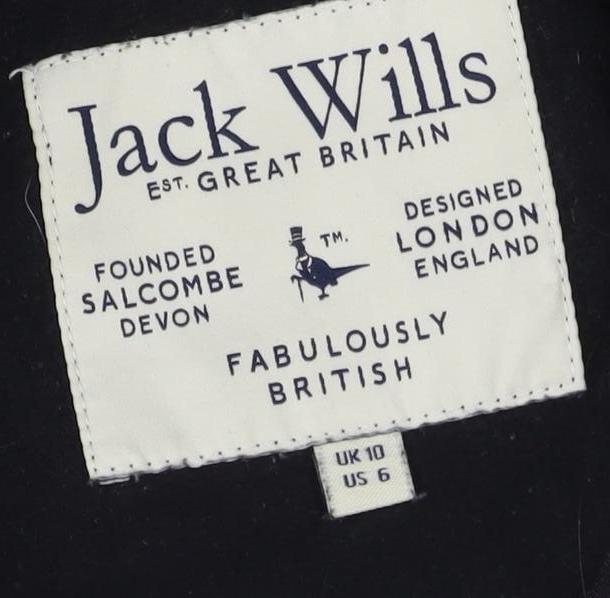 Jack Wills
EST. GREAT BRITAIN
FOUNDED
SALCOMBE
DEVON
TM.
DESIGNED
LONDON
ENGLAND
FABULOUSLY
BRITISH
UK 10
US 6